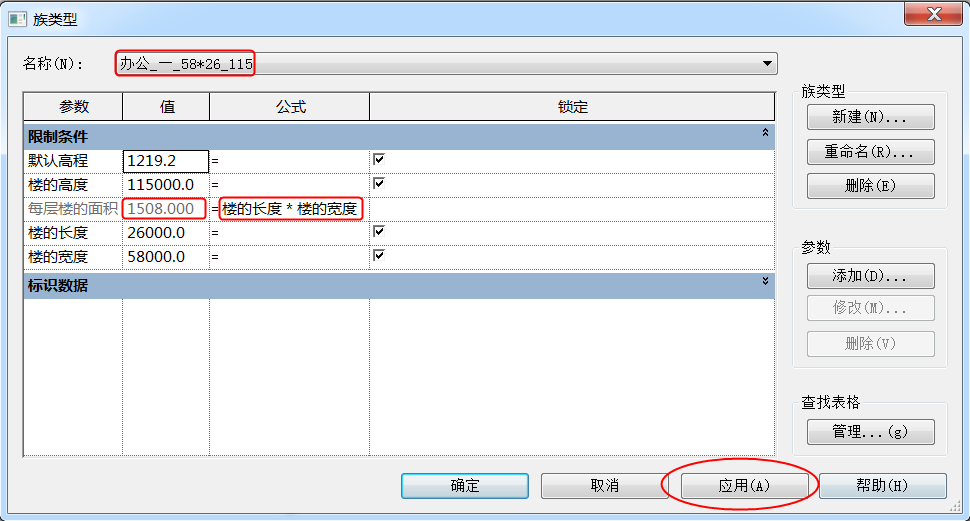 族类型
名称(N):
办公_一_58*26_115
参数 值 公式 锁定
限制条件
默认高程 1219.2 =
楼的高度 115000.0 =
每层楼的面积 1508.000 = 楼的长度 * 楼的宽度
楼的长度 26000.0 =
楼的宽度 58000.0 =
标识数据
族类型
新建(N)...
重命名(R)...
删除(E)
参数
添加(D)...
修改(M)...
删除(V)
查找表格
管理...(g)
确定 取消 应用(A) 帮助(H)